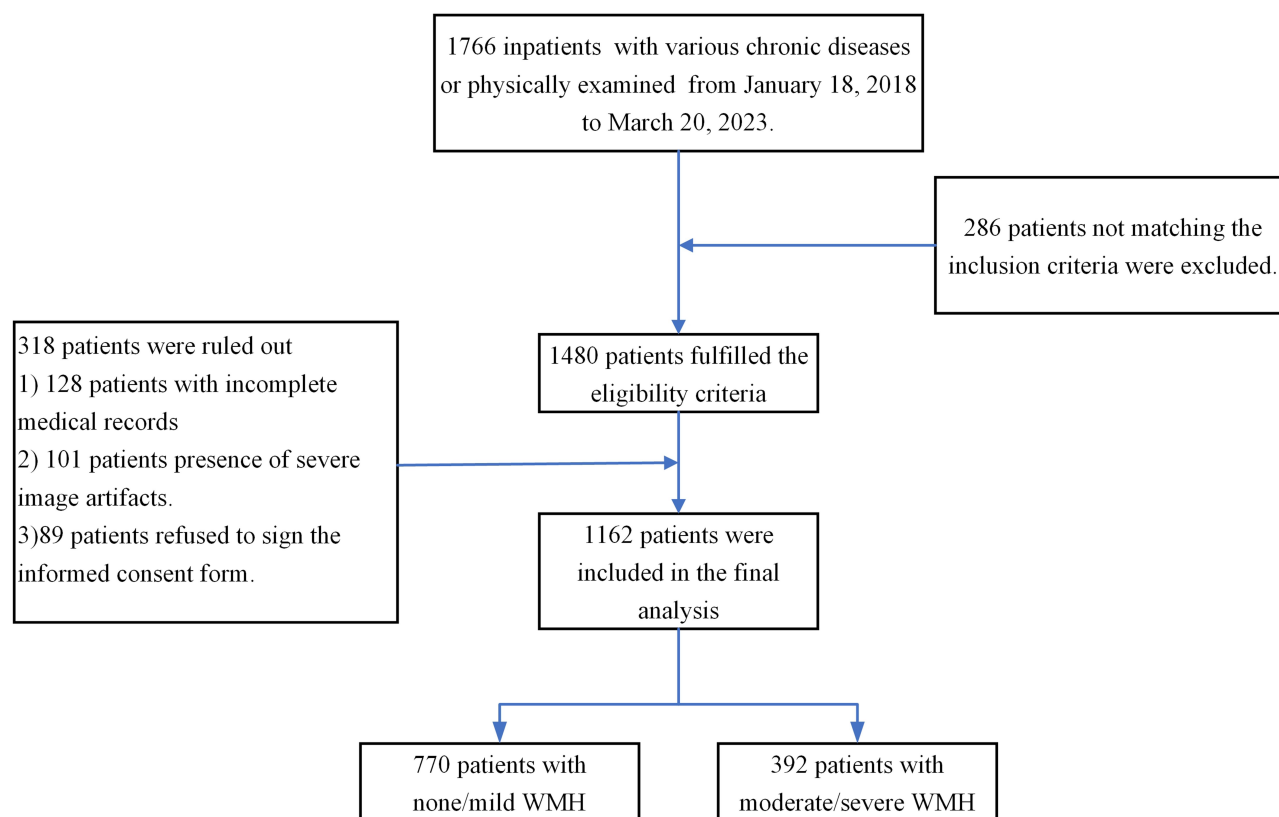 1766 inpatients with various chronic diseases
or physically examined from January 18, 2018
to March 20, 2023.
286 patients not matching the
inclusion criteria were excluded.
1480 patients fulfilled the
eligibility criteria
318 patients were ruled out
1) 128 patients with incomplete
medical records
2) 101 patients presence of severe
image artifacts.
3)89 patients refused to sign the
informed consent form.
1162 patients were
included in the final
analysis
770 patients with
none/mild WMH
392 patients with
moderate/severe WMH